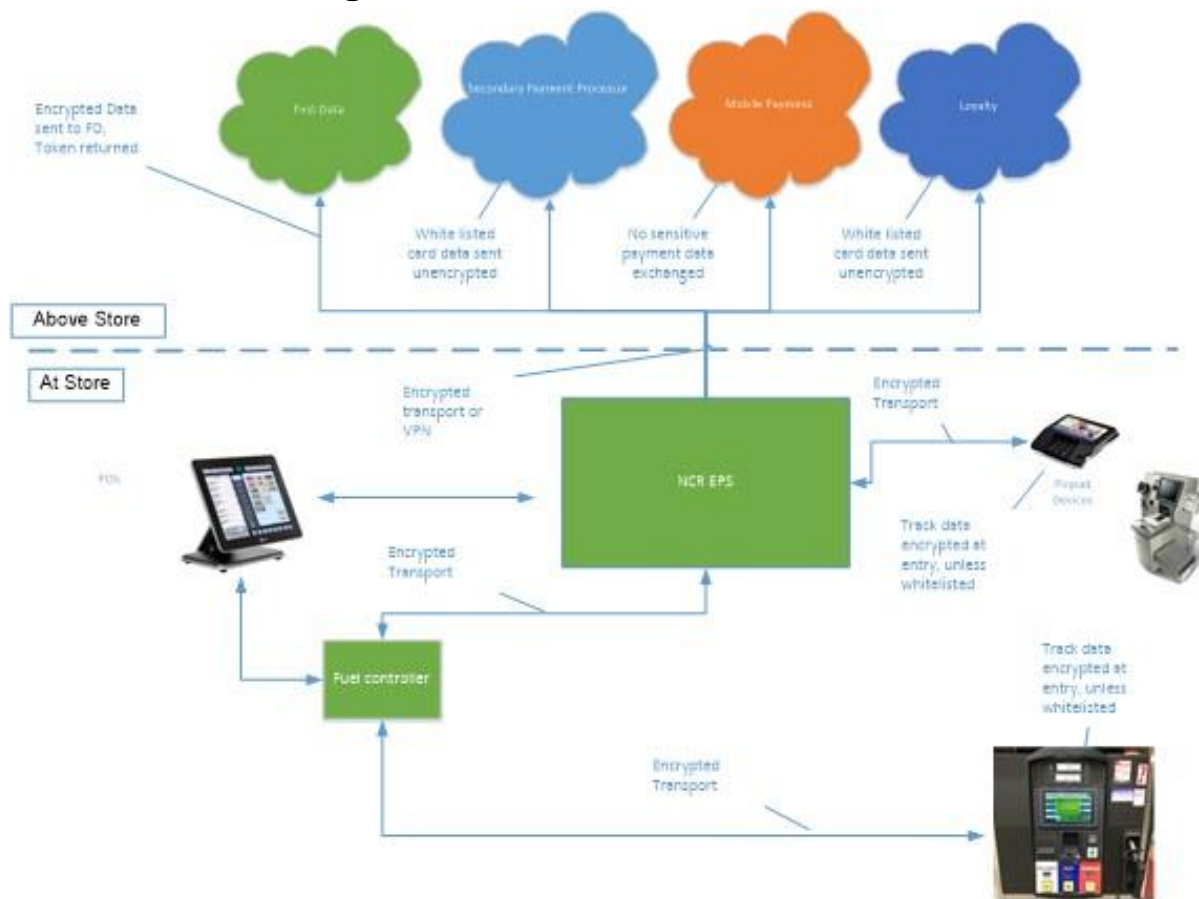 First Data
Secondary Payment Processor
Mobile Payment
Loyalty
Encrypted Data
sent to FD,
Token returned
White listed
card data sent
unencrypted
No sensitive
payment data
exchanged
White listed
card data sent
unencrypted
Above Store
At Store
Encrypted
transport or
VPN
Encrypted
Transport
POS
NCR EPS
Pinpad
Devices
Track data
encrypted at
entry, unless
whitelisted
Encrypted
Transport
Fuel controller
Track data
encrypted at
entry, unless
whitelisted
Encrypted
Transport